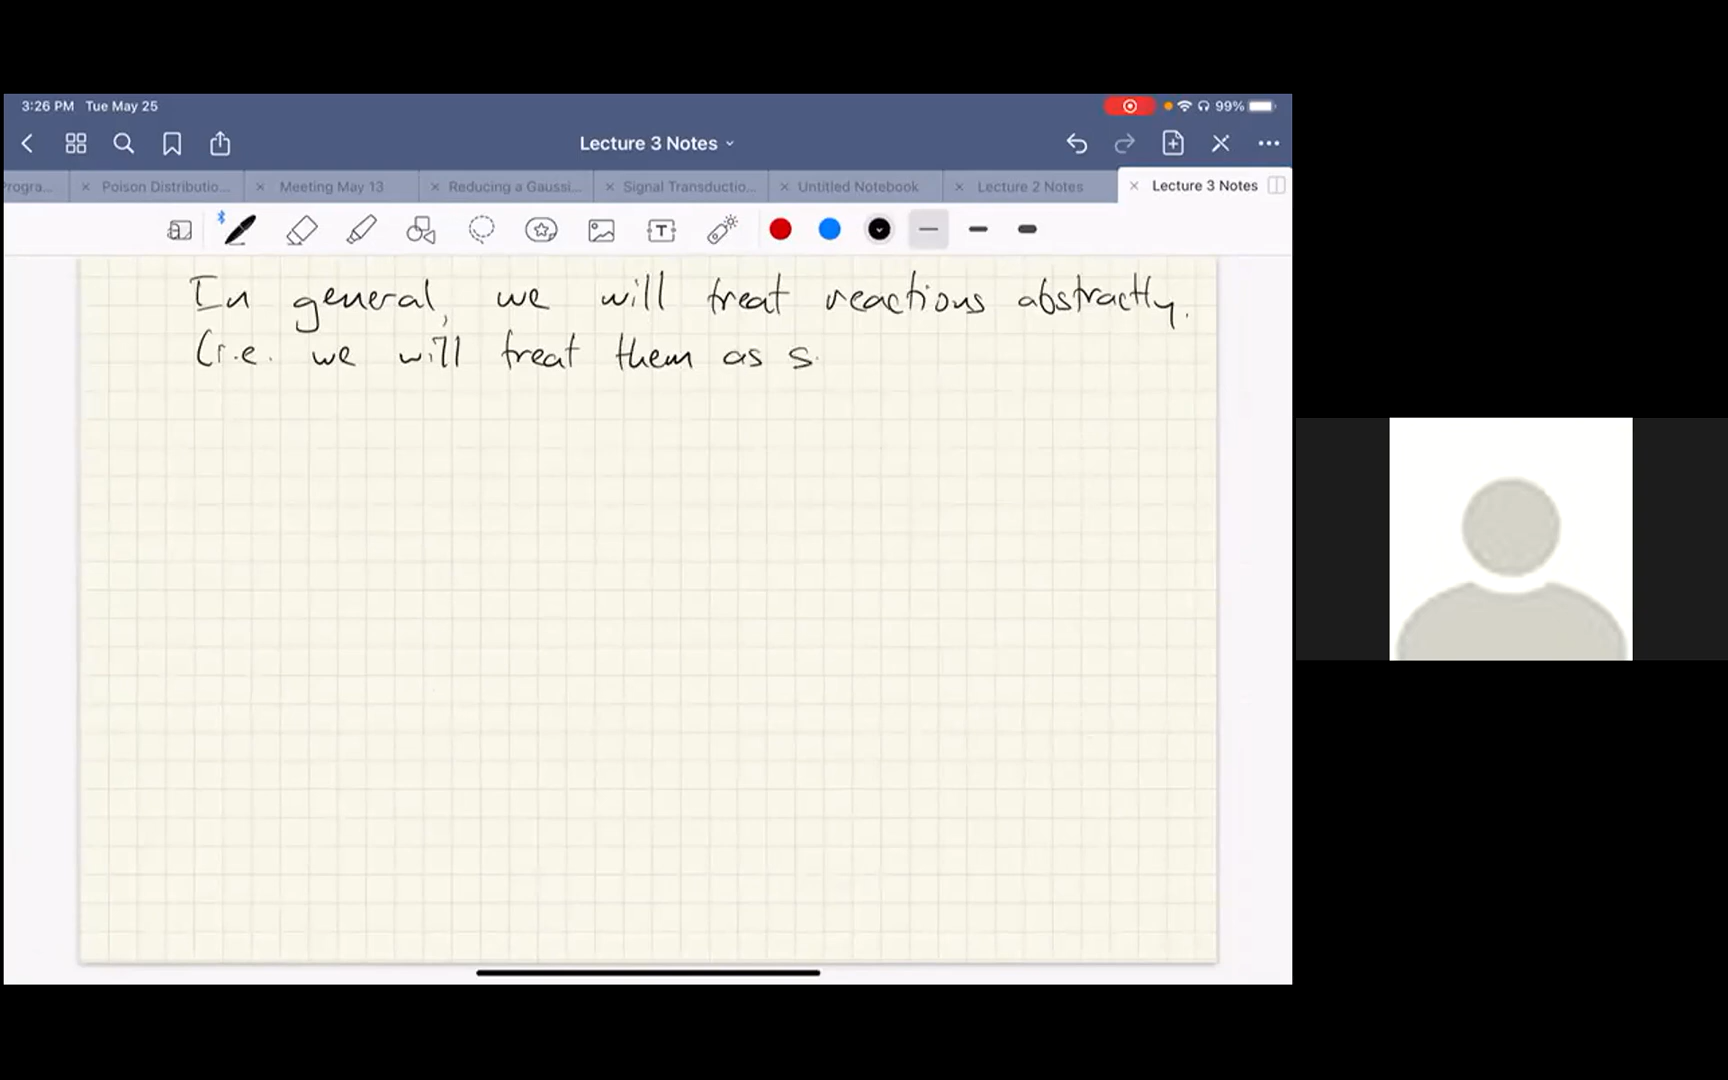 3:26 PM Tue May 25 99%
Lecture 3 Notes
Progra... Poison Distributio... Meeting May 13 Reducing a Gaussi... Signal Transductio... Untitled Notebook Lecture 2 Notes Lecture 3 Notes
In general, we will treat reactions abstractly.
(i.e. we will treat them as s